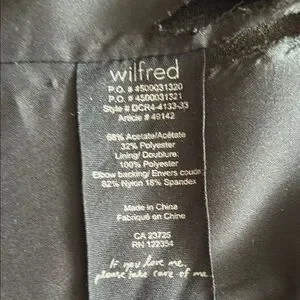 wilfred
P.O. # 4500031320
P.O. # 4500031321
Style # DCR4-4133-33
Article # 49142
68% Acetate/Acétate
32% Polyester
Lining/ Doublure:
100% Polyester
Elbow backing/ Envers coude
82% Nylon 18% Spandex
Made in China
Fabriqué en Chine
CA 23725
RN 122354
If you love me,
please take care of me